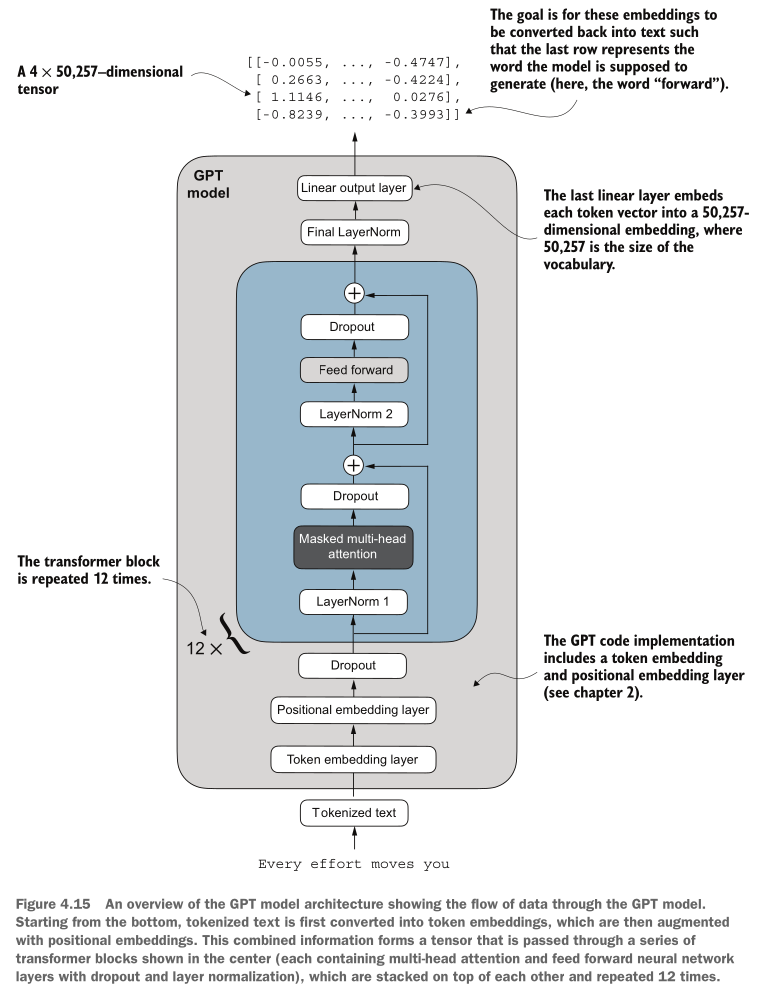 The goal is for these embeddings to
be converted back into text such
that the last row represents the
word the model is supposed to
generate (here, the word “forward”).
A 4 × 50,257–dimensional
tensor
[[-0.0055, ..., -0.4747],
[ 0.2663, ..., -0.4224],
[ 1.1146, ..., 0.0276],
[-0.8239, ..., -0.3993]]
GPT
model
Linear output layer
The last linear layer embeds
each token vector into a 50,257-
dimensional embedding, where
50,257 is the size of the
vocabulary.
Final LayerNorm
+
Dropout
Feed forward
LayerNorm 2
+
Dropout
Masked multi-head
attention
The transformer block
is repeated 12 times.
LayerNorm 1
12 × {
The GPT code implementation
includes a token embedding
and positional embedding layer
(see chapter 2).
Dropout
Positional embedding layer
Token embedding layer
Tokenized text
Every effort moves you
Figure 4.15 An overview of the GPT model architecture showing the flow of data through the GPT model.
Starting from the bottom, tokenized text is first converted into token embeddings, which are then augmented
with positional embeddings. This combined information forms a tensor that is passed through a series of
transformer blocks shown in the center (each containing multi-head attention and feed forward neural network
layers with dropout and layer normalization), which are stacked on top of each other and repeated 12 times.